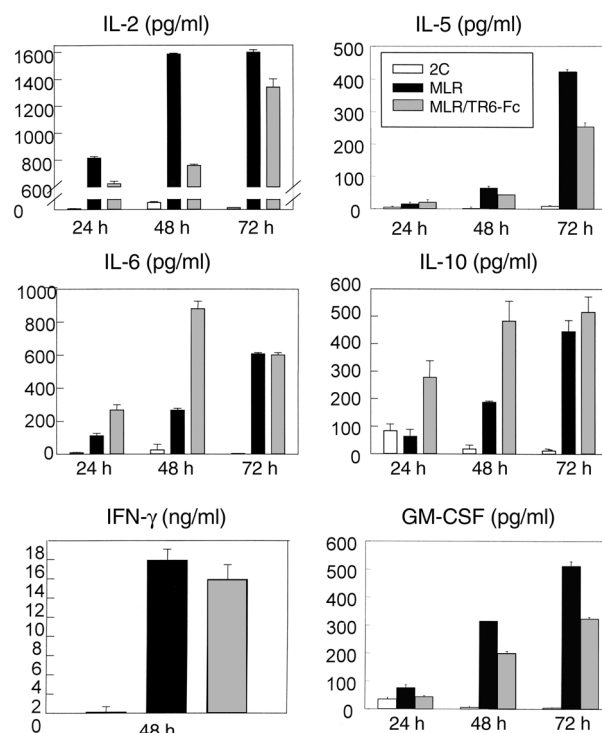 IL-2 (pg/ml)
1600
1400
1200
1000
800
600
0
24 h 48 h 72 h
IL-5 (pg/ml)
500
400
300
200
100
0
2C
MLR
MLR/TR6-Fc
24 h 48 h 72 h
IL-6 (pg/ml)
1000
800
600
400
200
0
24 h 48 h 72 h
IL-10 (pg/ml)
600
500
400
300
200
100
0
24 h 48 h 72 h
IFN-γ (ng/ml)
18
16
14
12
10
8
6
4
2
0
48 h
GM-CSF (pg/ml)
600
500
400
300
200
100
0
24 h 48 h 72 h